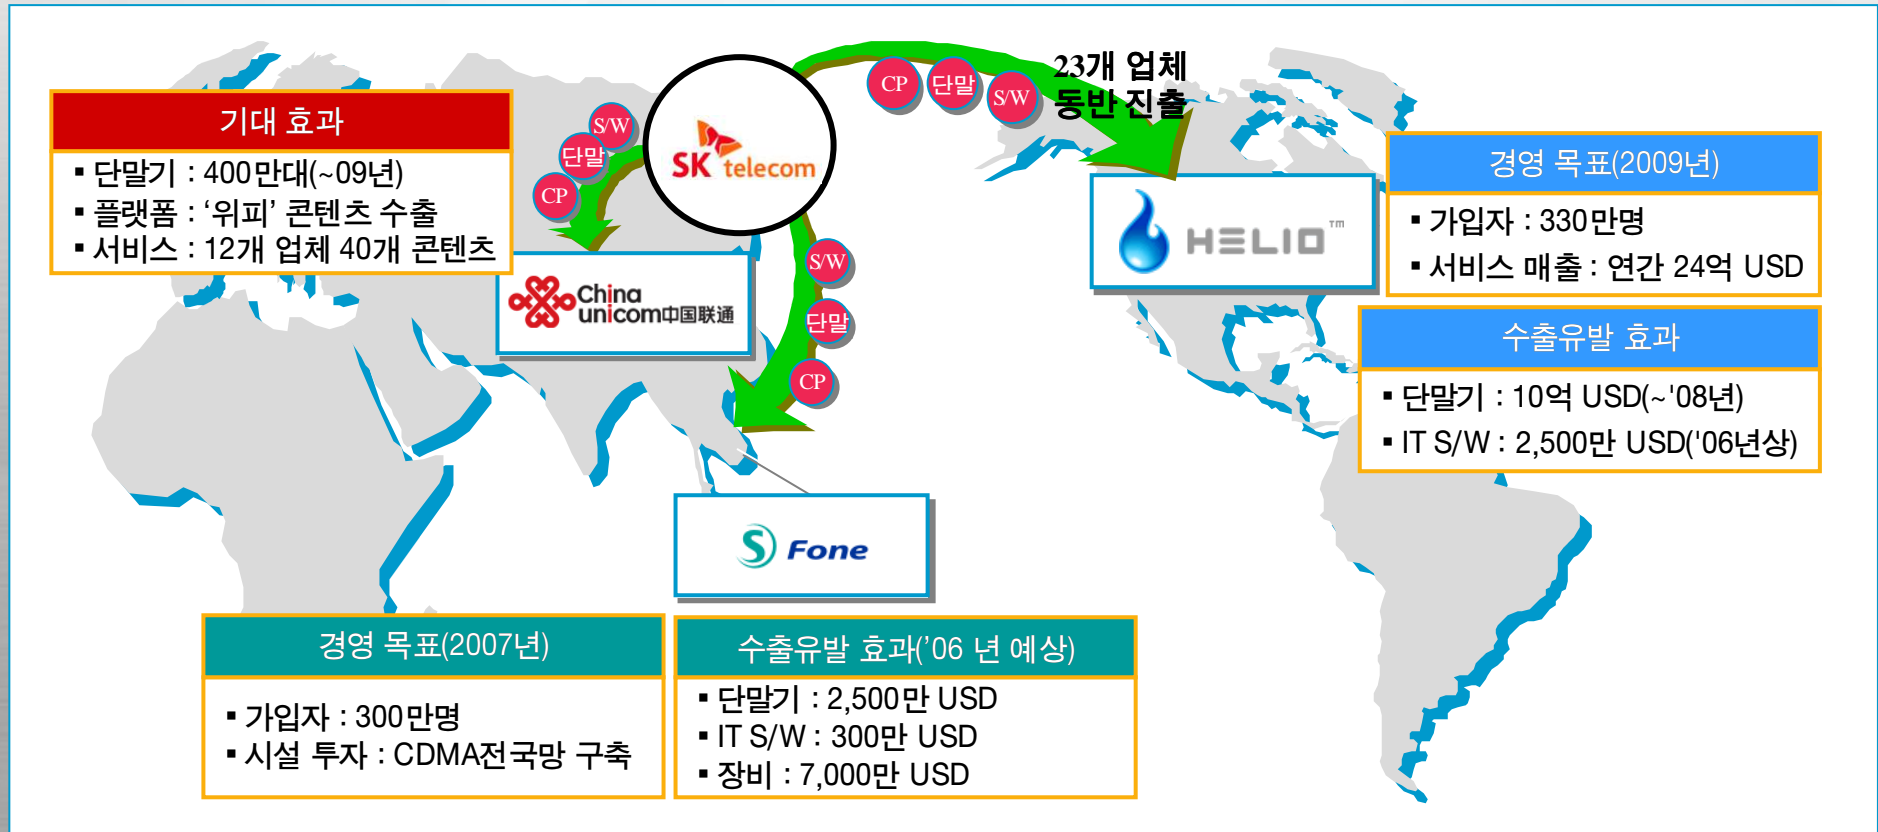 23개 업체
동반 진출
CP
단말
S/W
SK telecom
S/W
단말
CP
기대 효과
▪ 단말기 : 400만대(~09년)
▪ 플랫폼 : ‘위피’ 콘텐츠 수출
▪ 서비스 : 12개 업체 40개 콘텐츠
China
unicom中国联通
S/W
단말
CP
HELIO™
경영 목표(2009년)
▪ 가입자 : 330만명
▪ 서비스 매출 : 연간 24억 USD
수출유발 효과
▪ 단말기 : 10억 USD(~'08년)
▪ IT S/W : 2,500만 USD('06년상)
S Fone
경영 목표(2007년)
▪ 가입자 : 300만명
▪ 시설 투자 : CDMA전국망 구축
수출유발 효과(’06 년 예상)
▪ 단말기 : 2,500만 USD
▪ IT S/W : 300만 USD
▪ 장비 : 7,000만 USD